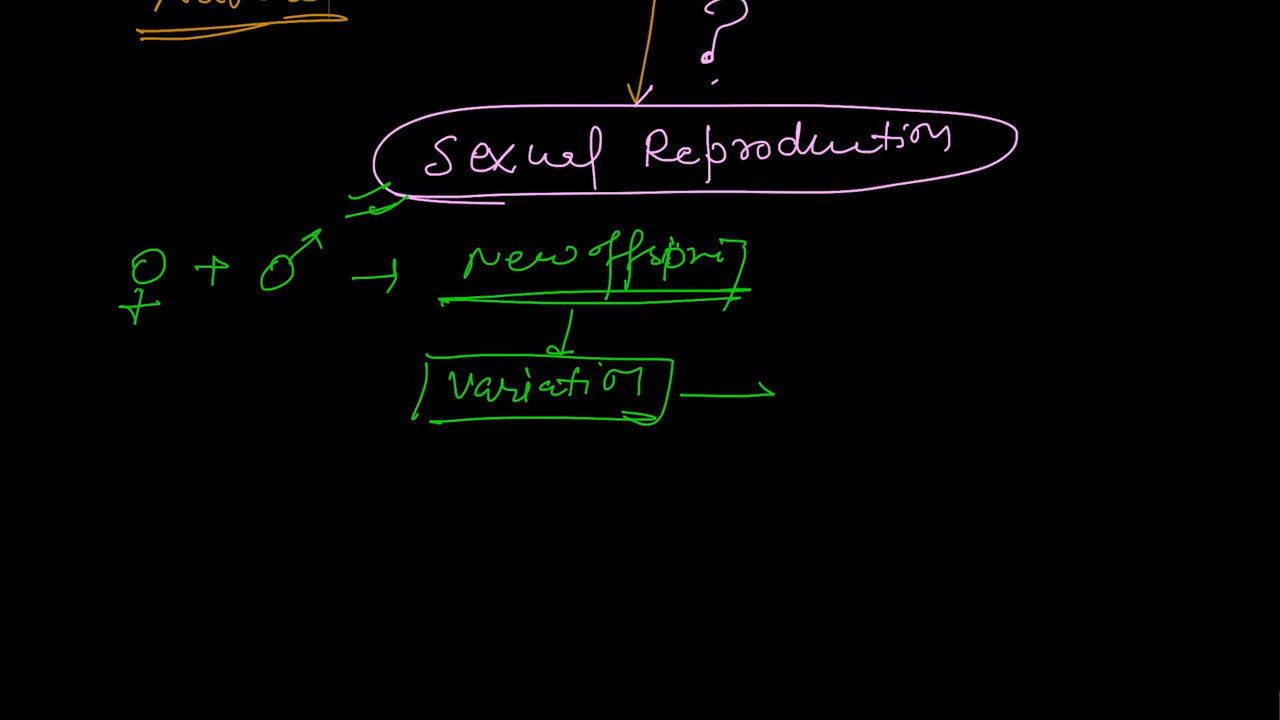 ?
Sexual Reproduction
♀ + ♂ → New offspring
↓
Variation →